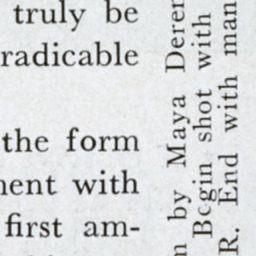 truly be
radicable
the form
ment with
first am-
by Maya Deren
Begin shot with
R. End with man